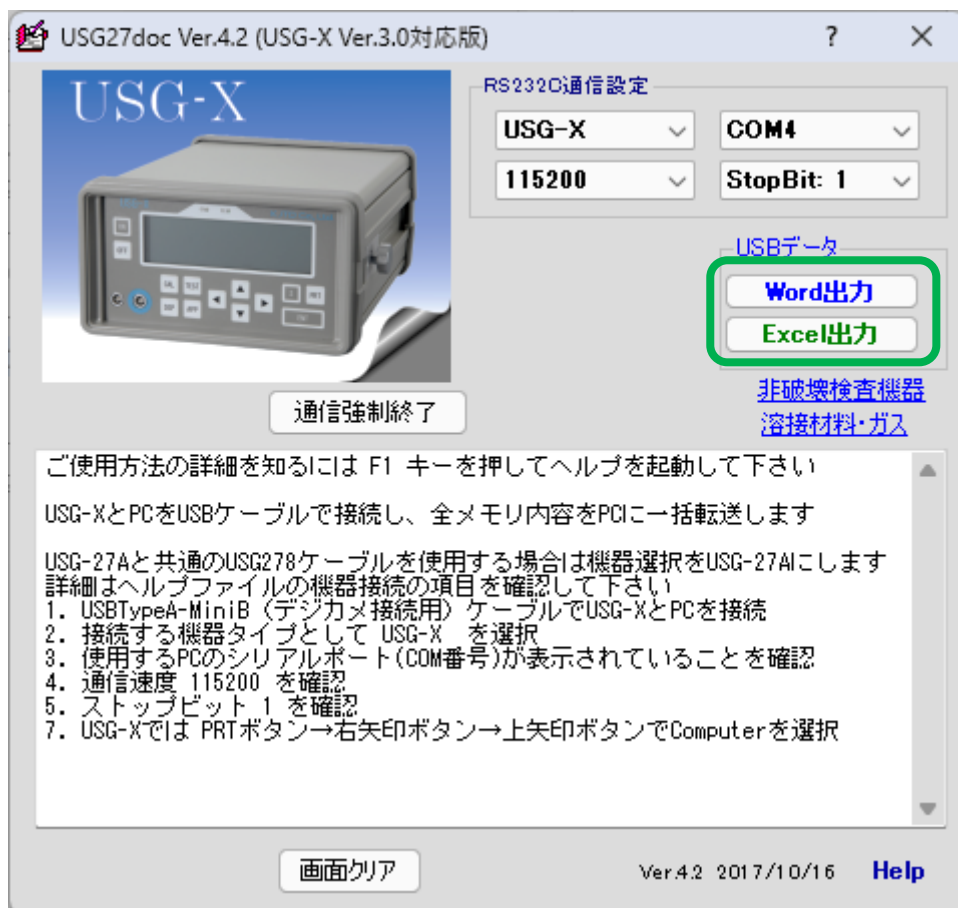 USG27doc Ver.4.2 (USG-X Ver.3.0対応版)
USG-X
RS232C通信設定
USG-X
COM4
115200
StopBit: 1
USBデータ
Word出力
Excel出力
非破壊検査機器
溶接材料・ガス
通信強制終了
ご使用方法の詳細を知るには F1 キーを押してヘルプを起動して下さい
USG-XとPCをUSBケーブルで接続し、全メモリ内容をPCに一括転送します
USG-27Aと共通のUSG278ケーブルを使用する場合は機器選択をUSG-27Aにします
詳細はヘルプファイルの機器接続の項目を確認して下さい
1. USBTypeA-MiniB（デジカメ接続用）ケーブルでUSG-XとPCを接続
2. 接続する機器タイプとして USG-X を選択
3. 使用するPCのシリアルポート(COM番号)が表示されていることを確認
4. 通信速度 115200 を確認
5. ストップビット 1 を確認
7. USG-Xでは PRTボタン→右矢印ボタン→上矢印ボタンでComputerを選択
画面クリア
Ver.4.2 2017/10/16
Help